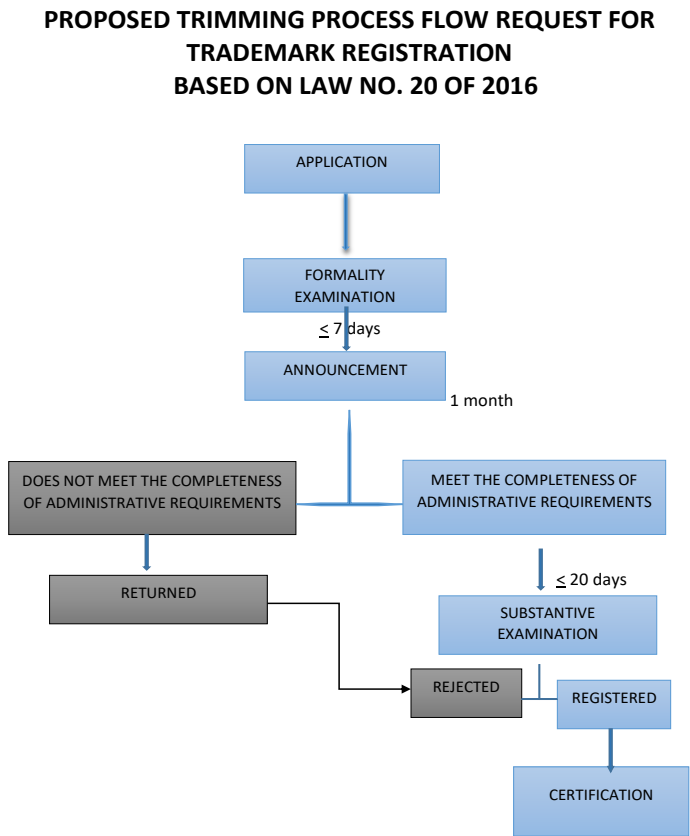 PROPOSED TRIMMING PROCESS FLOW REQUEST FOR
TRADEMARK REGISTRATION
BASED ON LAW NO. 20 OF 2016
APPLICATION
FORMALITY
EXAMINATION
≤ 7 days
ANNOUNCEMENT
1 month
DOES NOT MEET THE COMPLETENESS
OF ADMINISTRATIVE REQUIREMENTS
MEET THE COMPLETENESS OF
ADMINISTRATIVE REQUIREMENTS
RETURNED
≤ 20 days
SUBSTANTIVE
EXAMINATION
REJECTED
REGISTERED
CERTIFICATION